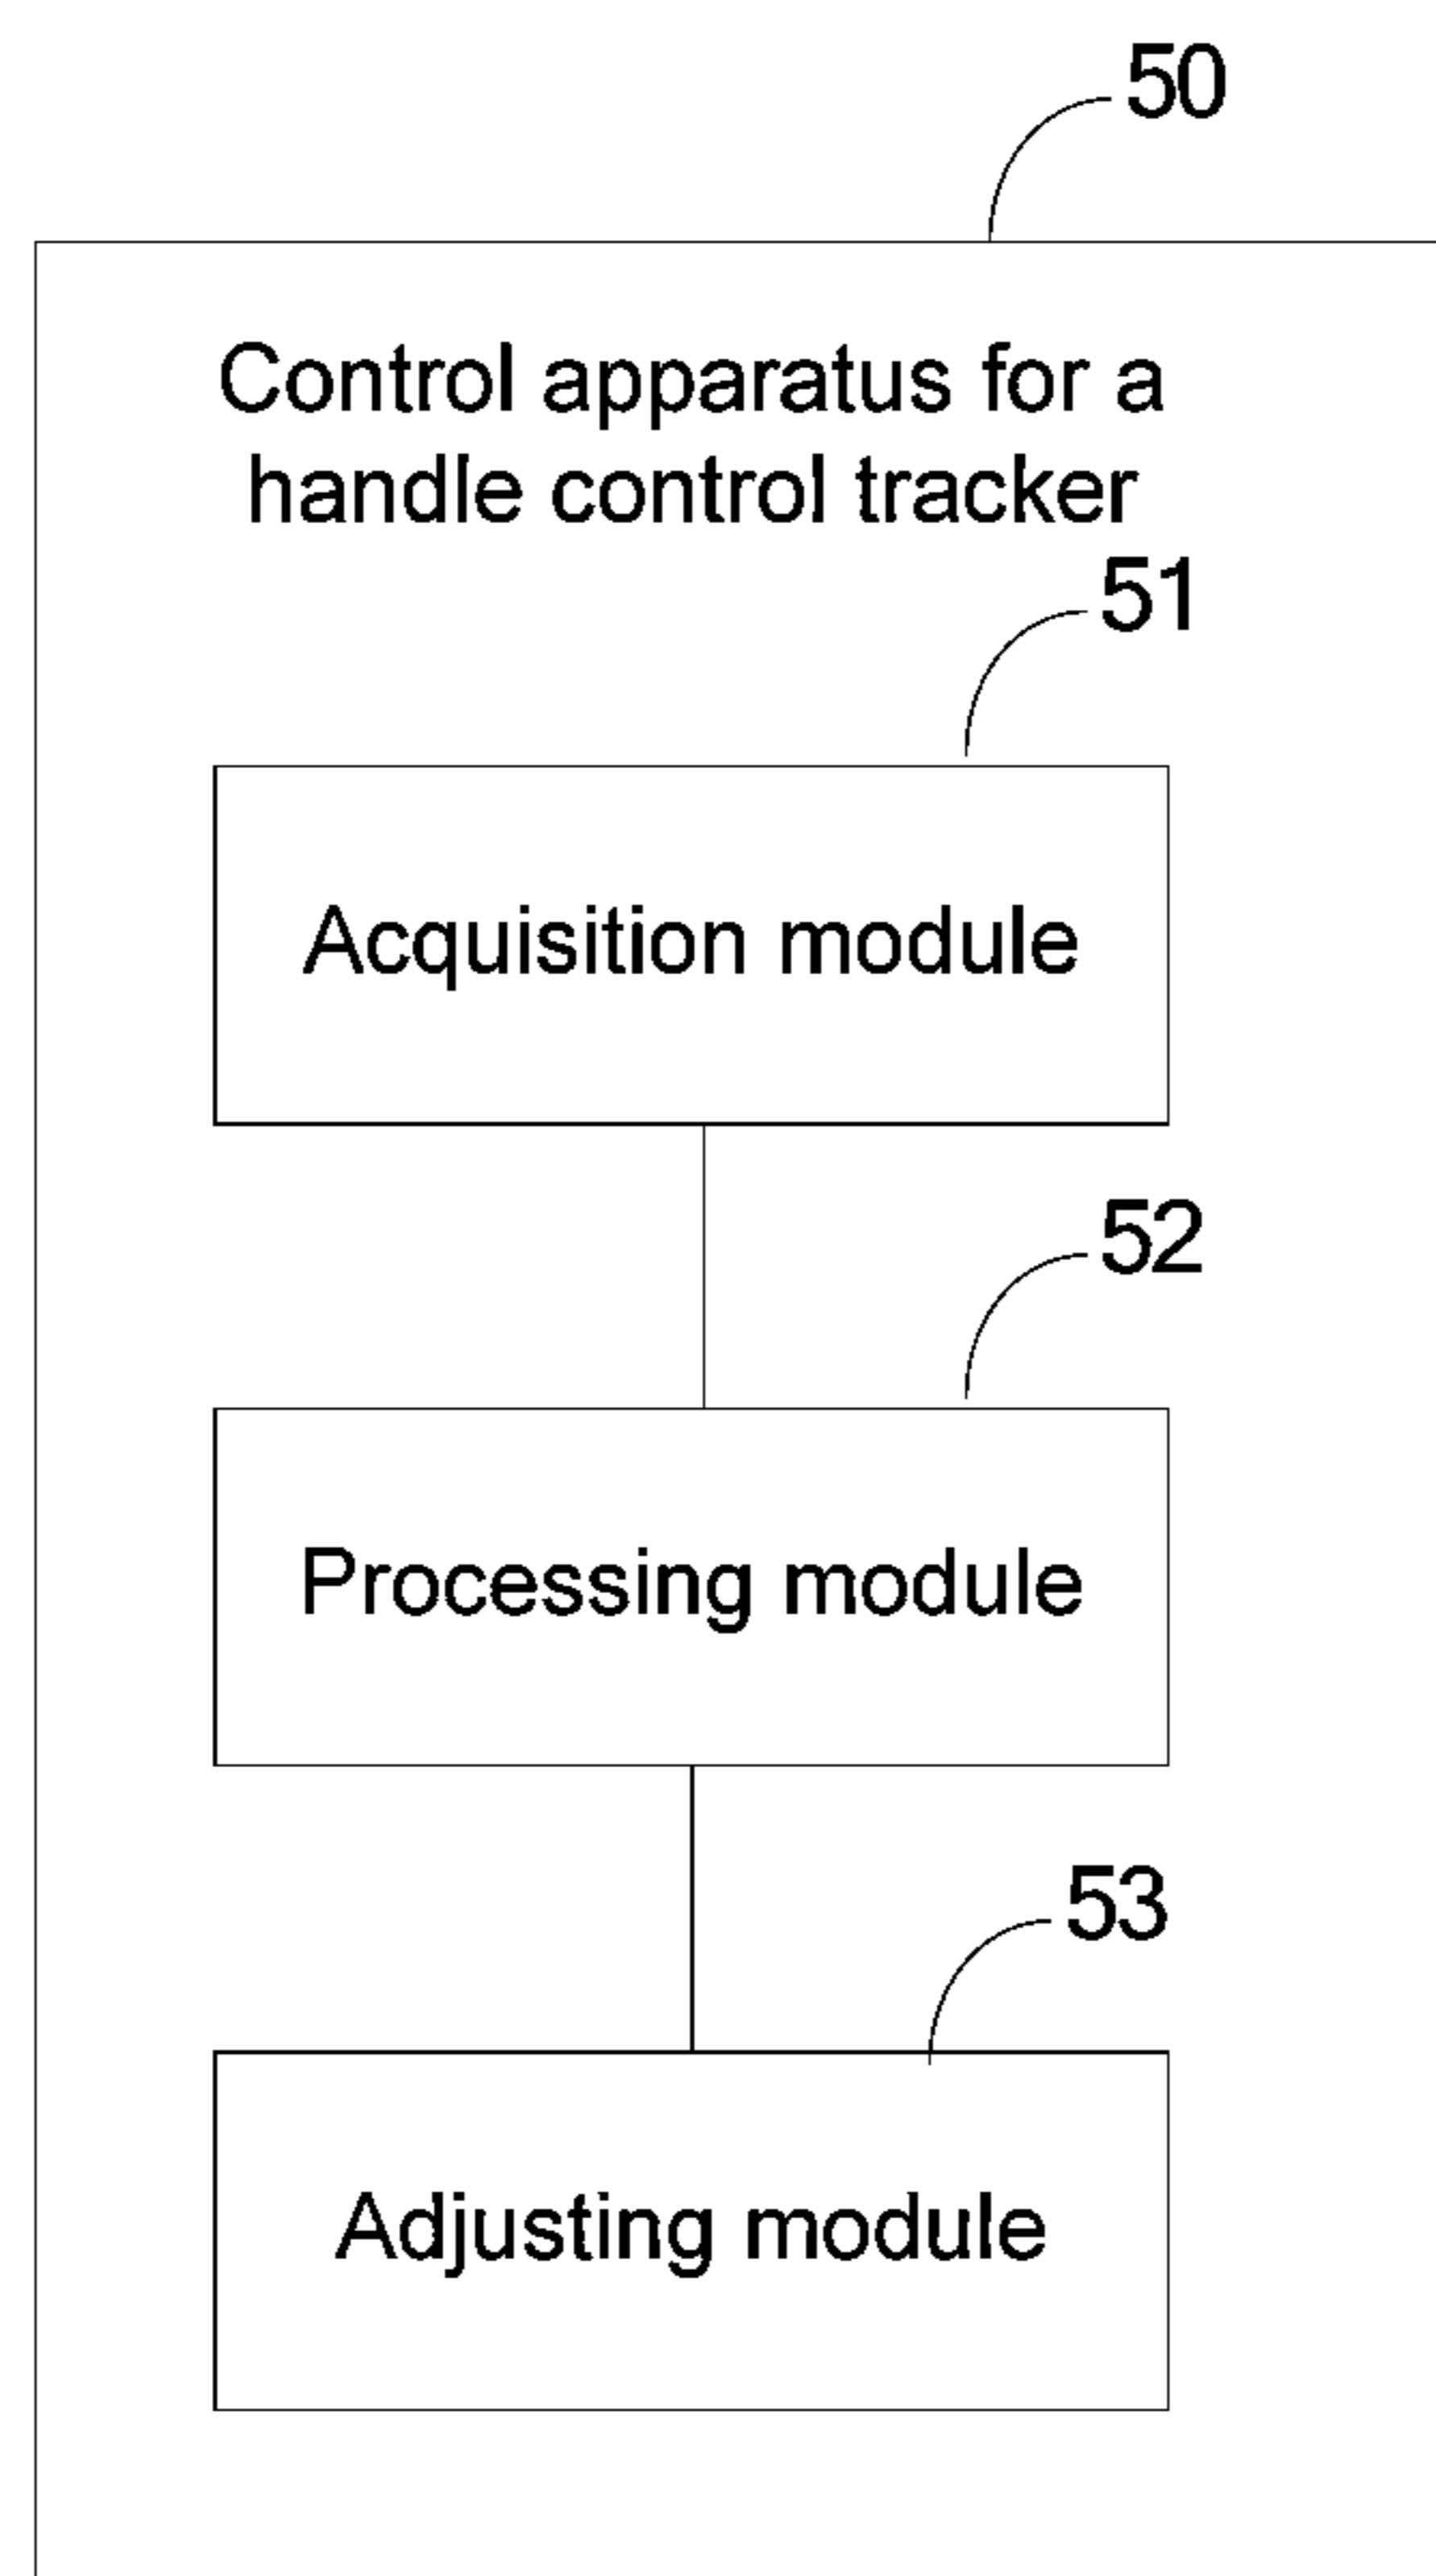 50
Control apparatus for a
handle control tracker
51
Acquisition module
52
Processing module
53
Adjusting module